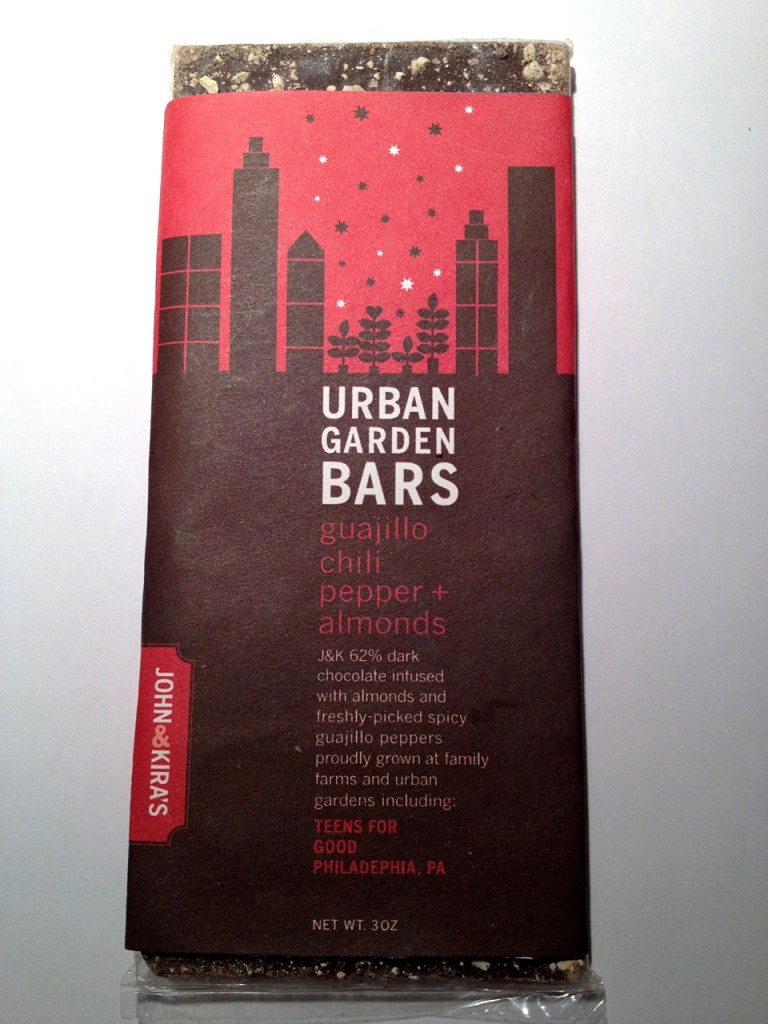 URBAN
GARDEN
BARS
guajillo
chili
pepper +
almonds
J&K 62% dark
chocolate infused
with almonds and
freshly-picked spicy
guajillo peppers
proudly grown at family
farms and urban
gardens including:
TEENS FOR
GOOD
PHILADEPHIA, PA
NET WT. 3OZ
JOHN&KIRA'S